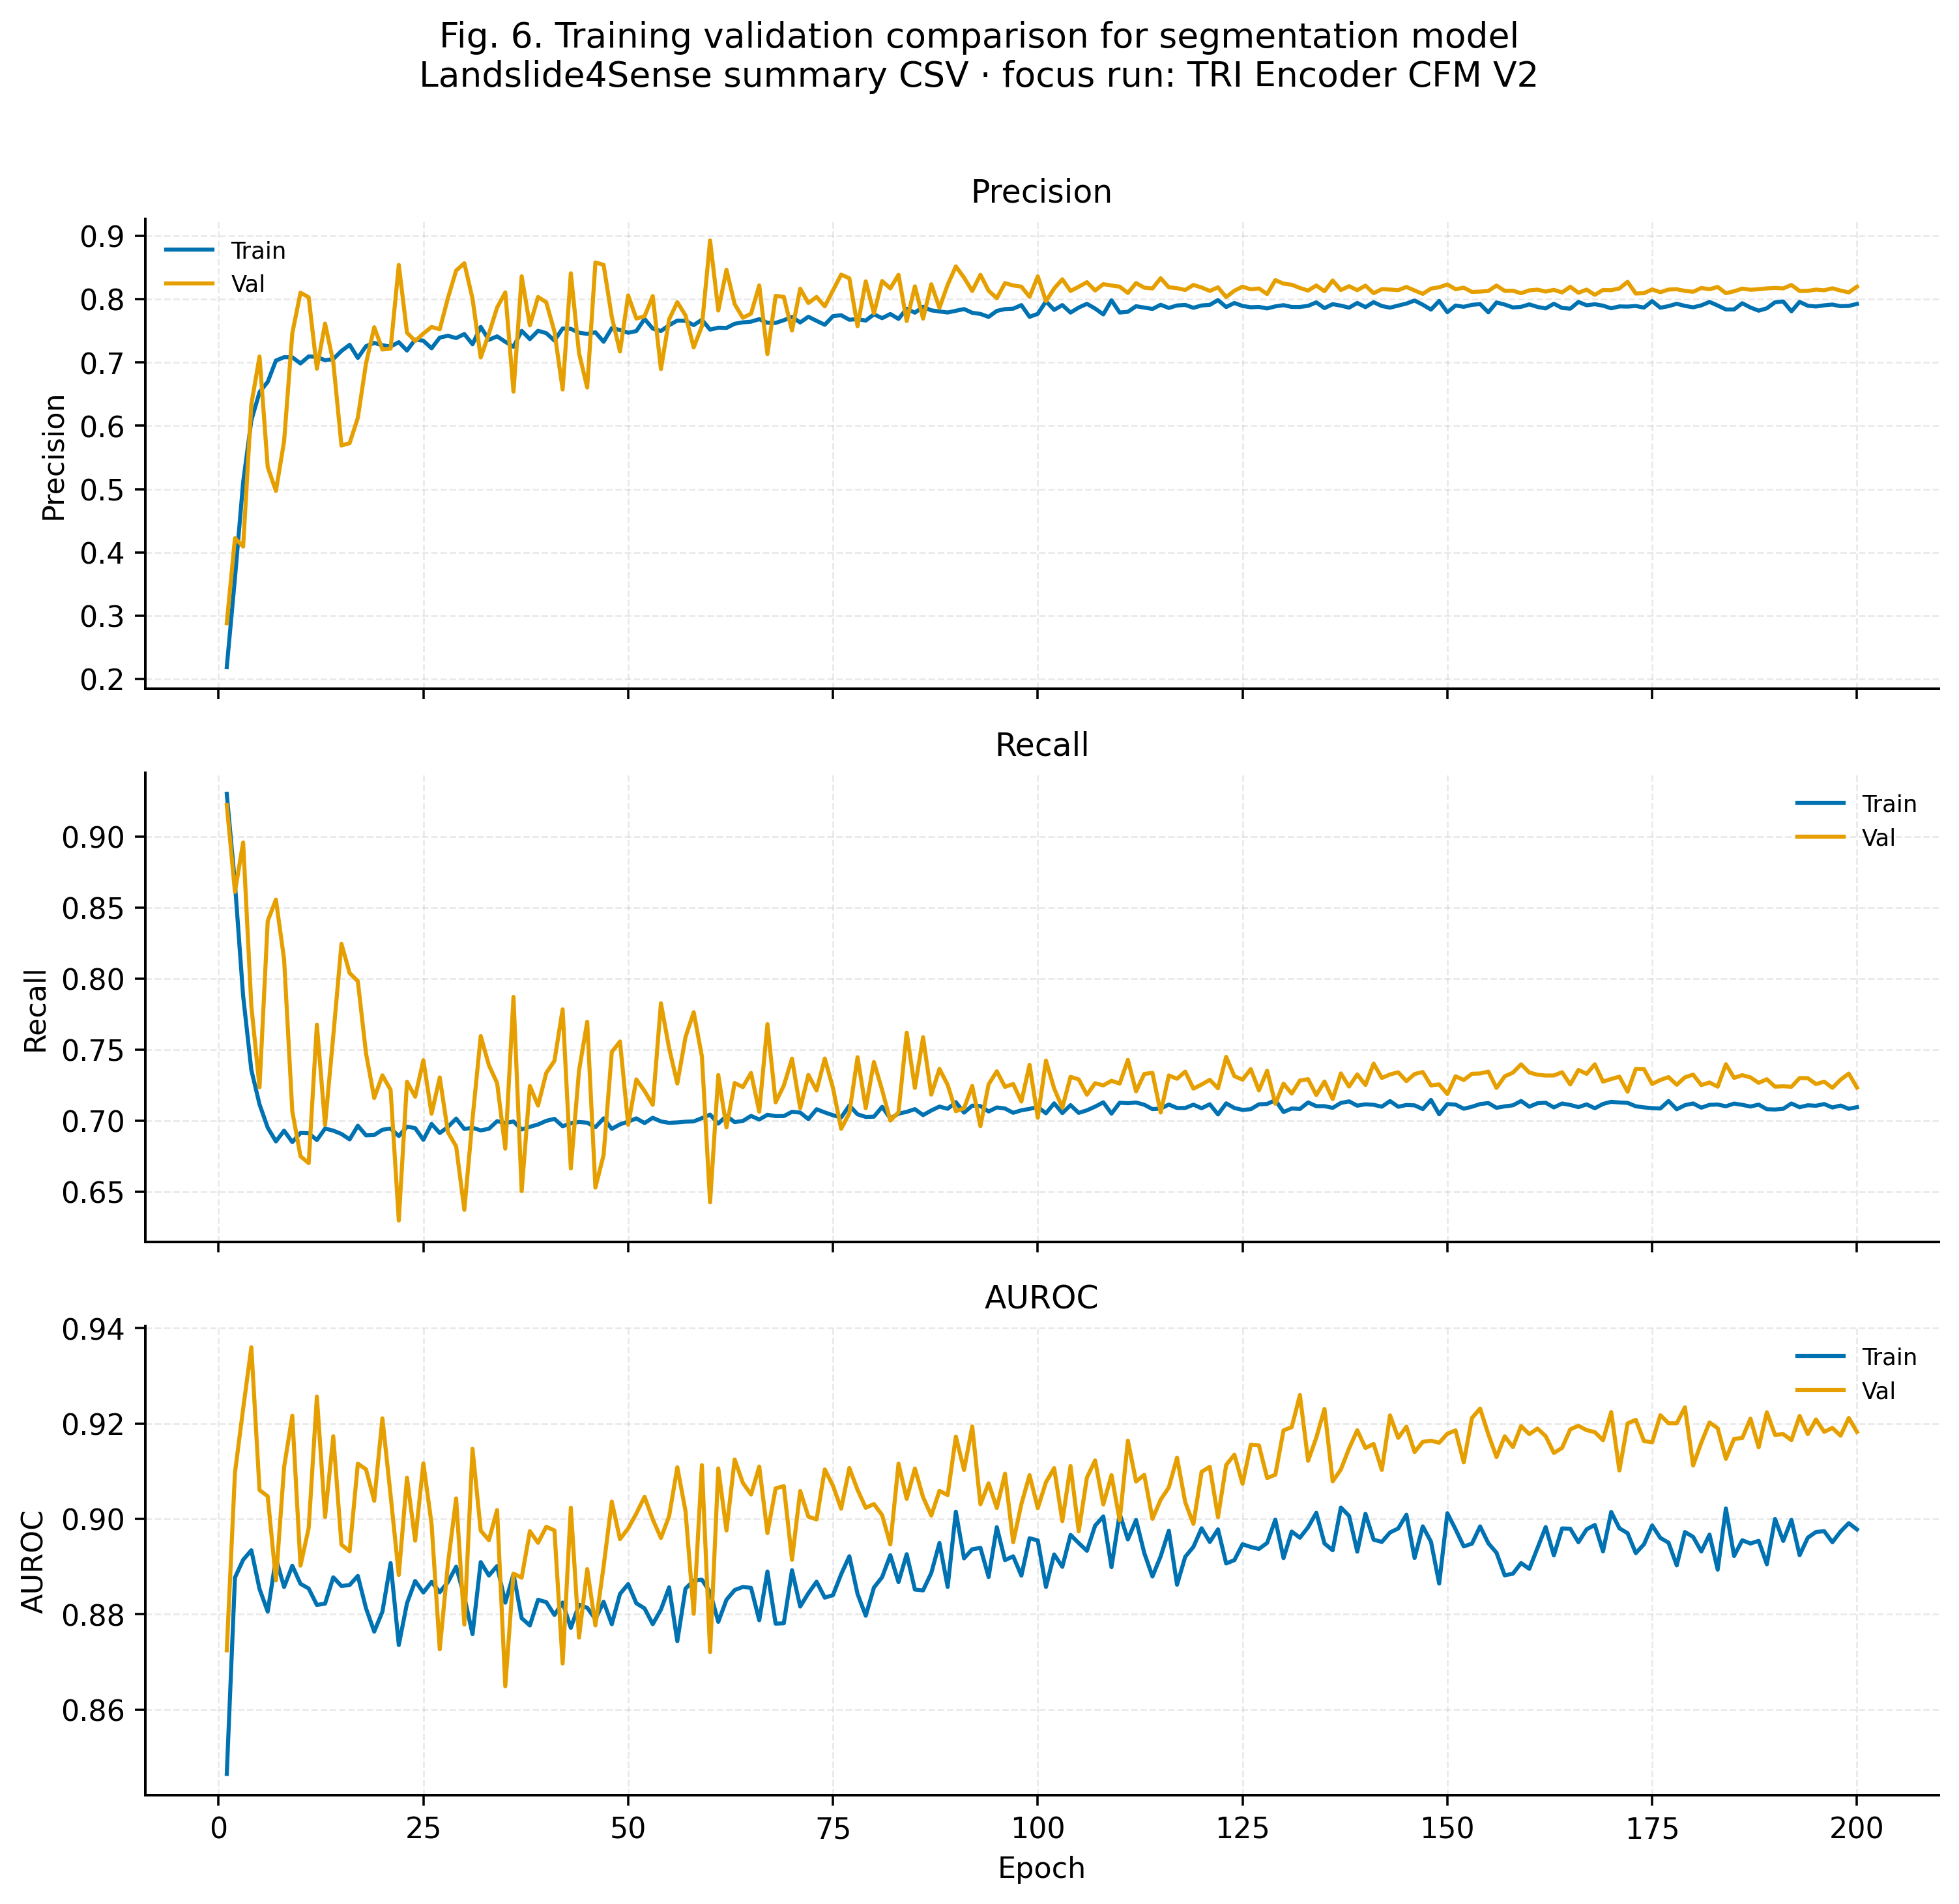 Fig. 6. Training validation comparison for segmentation model
Landslide4Sense summary CSV · focus run: TRI Encoder CFM V2
Precision
Train
Val
0.9
0.8
0.7
0.6
0.5
0.4
0.3
0.2
Precision
Recall
Train
Val
0.90
0.85
0.80
0.75
0.70
0.65
Recall
AUROC
Train
Val
0.94
0.92
0.90
0.88
0.86
AUROC
0 25 50 75 100 125 150 175 200
Epoch